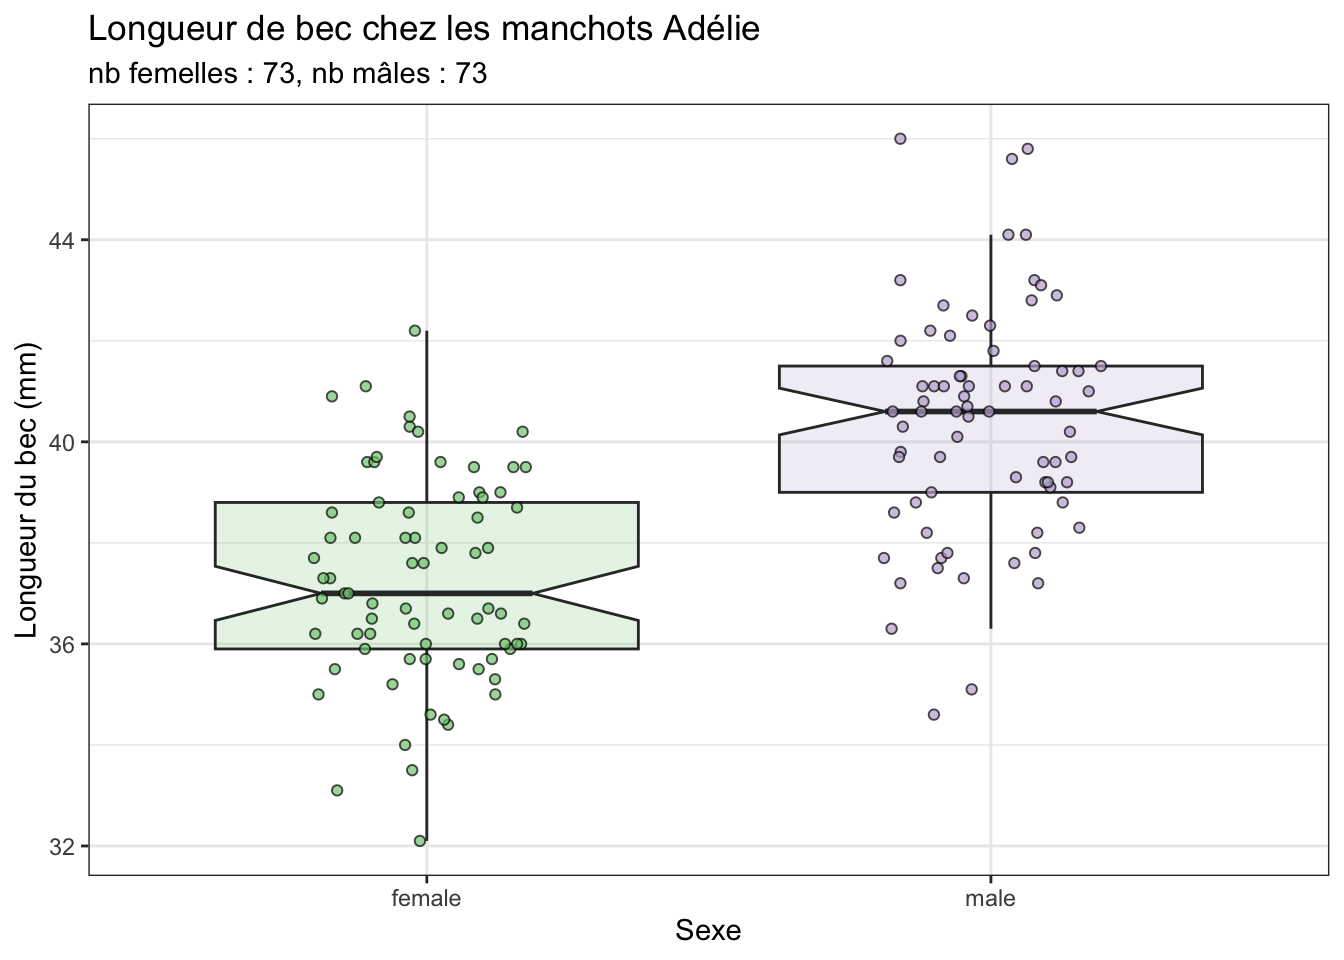 Longueur de bec chez les manchots Adélie
nb femelles : 73, nb mâles : 73
Longueur du bec (mm)
44
40
36
32
female
male
Sexe